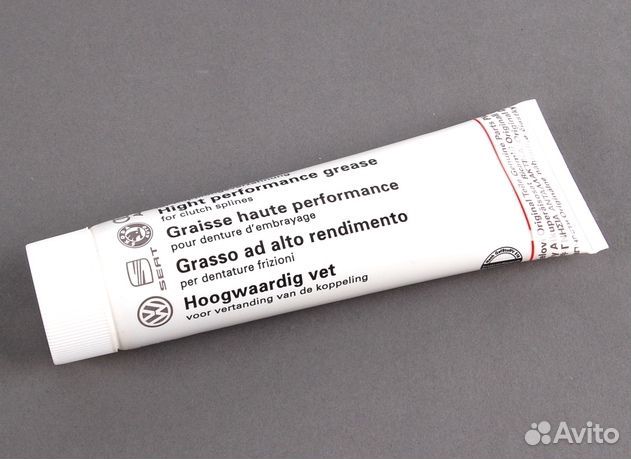 Hight performance grease
for clutch splines
Graisse haute performance
pour denture d'embrayage
Grasso ad alto rendimento
per dentature frizioni
Hoogwaardig vet
voor vertanding van de koppeling
SEAT
Avito